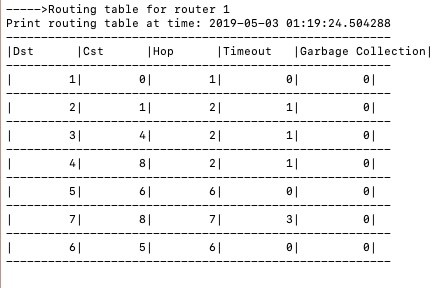 ----->Routing table for router 1
Print routing table at time: 2019-05-03 01:19:24.504288
-------------------------------------------------------
|Dst      |Cst      |Hop      |Timeout   |Garbage Collection|
-------------------------------------------------------
|        1|        0|        1|         0|         0|
-------------------------------------------------------
|        2|        1|        2|         1|         0|
-------------------------------------------------------
|        3|        4|        2|         1|         0|
-------------------------------------------------------
|        4|        8|        2|         1|         0|
-------------------------------------------------------
|        5|        6|        6|         0|         0|
-------------------------------------------------------
|        7|        8|        7|         3|         0|
-------------------------------------------------------
|        6|        5|        6|         0|         0|
-------------------------------------------------------